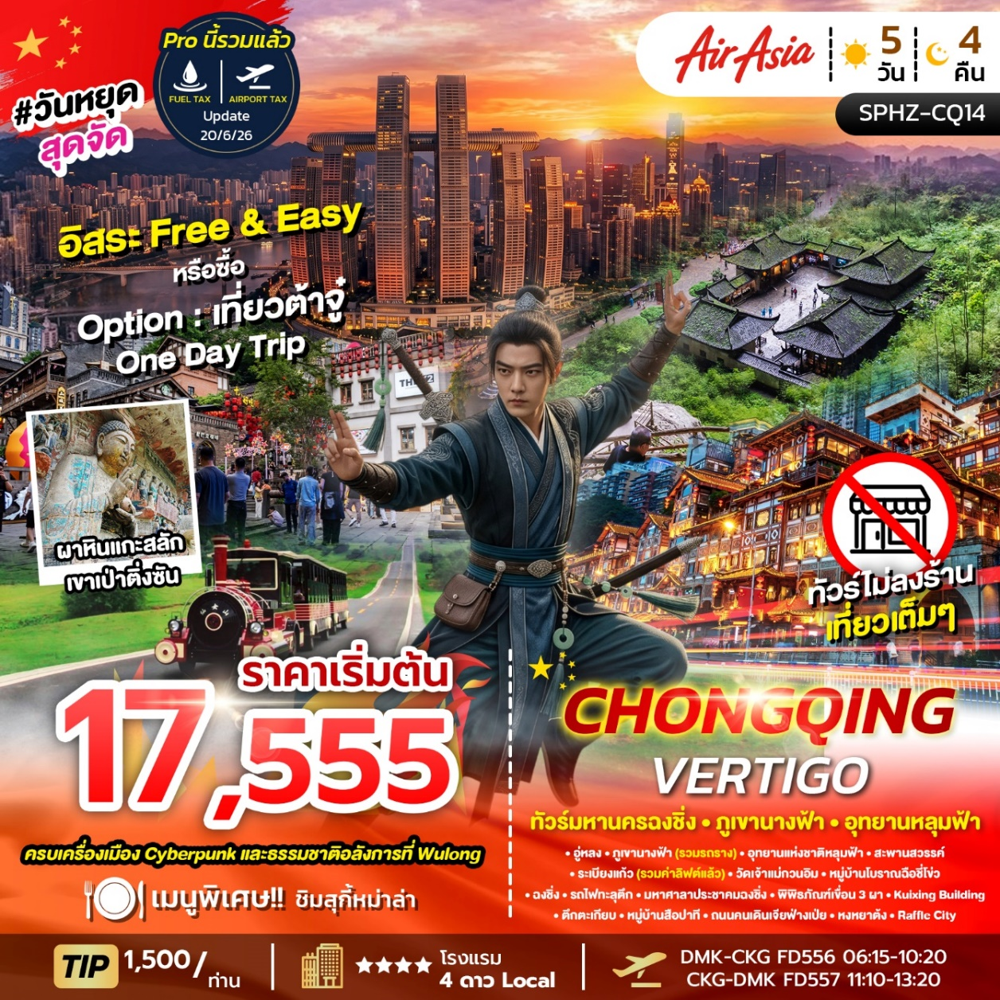 Pro นี้รวมแล้ว
FUEL TAX
AIRPORT TAX
Update
20/6/26
#วันหยุด
สุดจัด
AirAsia
5
วัน
4
คืน
SPHZ-CQ14
อิสระ Free & Easy
หรือซื้อ
Option : เที่ยวต้าจู๋
One Day Trip
ผาหินแกะสลัก
เขาเป่าติ่งซัน
ทัวร์ไม่ลงร้าน
เที่ยวเต็มๆ
ราคาเริ่มต้น
17,555
ครบเครื่องเมือง Cyberpunk และธรรมชาติอลังการที่ Wulong
เมนูพิเศษ!! ชิมสุกี้หม่าล่า
CHONGQING
VERTIGO
ทัวร์มหานครฉงชิ่ง • ภูเขานางฟ้า • อุทยานหลุมฟ้า
• อู่หลง • ภูเขานางฟ้า (รวมรถราง) • อุทยานแห่งชาติหลุมฟ้า • สะพานสวรรค์
• ระเบียงแก้ว (รวมค่าลิฟต์แล้ว) • วัดเจ้าแม่กวนอิม • หมู่บ้านโบราณฉือชี่โข่ว
• ฉงชิ่ง • รถไฟทะลุตึก • มหาศาลาประชาคมฉงชิ่ง • พิพิธภัณฑ์เขื่อน 3 ผา • Kuixing Building
• ตึกตะเกียบ • หมู่บ้านสือปาที • ถนนคนเดินเจียฟ่างเป่ย • หงหยาต้ง • Raffle City
TIP 1,500/ท่าน
โรงแรม
4 ดาว Local
DMK-CKG FD556 06:15-10:20
CKG-DMK FD557 11:10-13:20